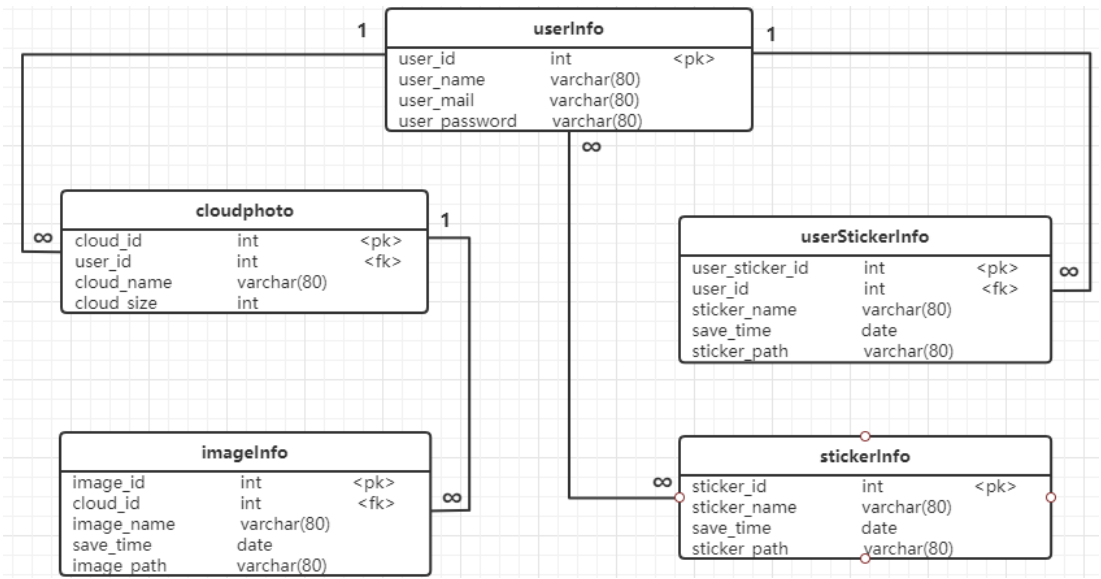 1
userInfo
1
user_id int <pk>
user_name varchar(80)
user_mail varchar(80)
user_password varchar(80)
∞
cloudphoto
1
∞
cloud_id int <pk>
user_id int <fk>
cloud_name varchar(80)
cloud_size int
userStickerInfo
∞
user_sticker_id int <pk>
user_id int <fk>
sticker_name varchar(80)
save_time date
sticker_path varchar(80)
imageInfo
∞
image_id int <pk>
cloud_id int <fk>
image_name varchar(80)
save_time date
image_path varchar(80)
stickerInfo
∞
sticker_id int <pk>
sticker_name varchar(80)
save_time date
sticker_path varchar(80)